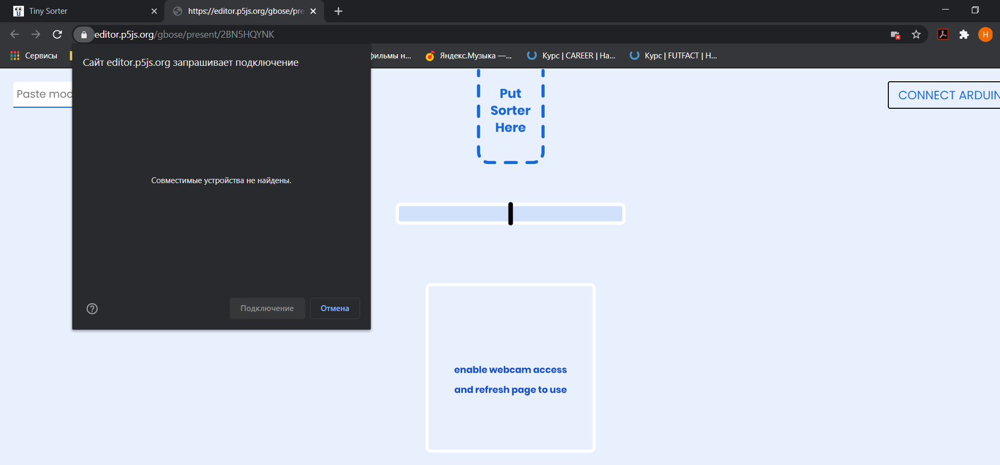 Tiny Sorter
https://editor.p5js.org/gbose/pre
editor.p5js.org/gbose/present/2BN5HQYNK
H
Сервисы
фильмы н...
Яндекс.Музыка —...
Курс | CAREER | На...
Курс | FUTFACT | Н...
Сайт editor.p5js.org запрашивает подключение
Paste mod
Put
Sorter
Here
CONNECT ARDUIN
Совместимые устройства не найдены.
Подключение
Отмена
enable webcam access
and refresh page to use